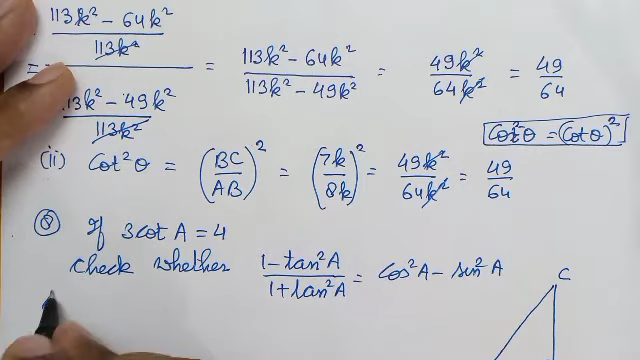 113k² − 64k² / 113k²
= ――― = 113k² − 64k² / 113k² − 49k² = 49k² / 64k² = 49 / 64
113k² − 49k² / 113k²
Cot²θ = (Cotθ)²
(ii) Cot²θ = (BC / AB)² = (7k / 8k)² = 49k² / 64k² = 49 / 64
⑧ If 3cot A = 4
Check whether 1 − tan²A / 1 + tan²A = Cos²A − sin²A
C